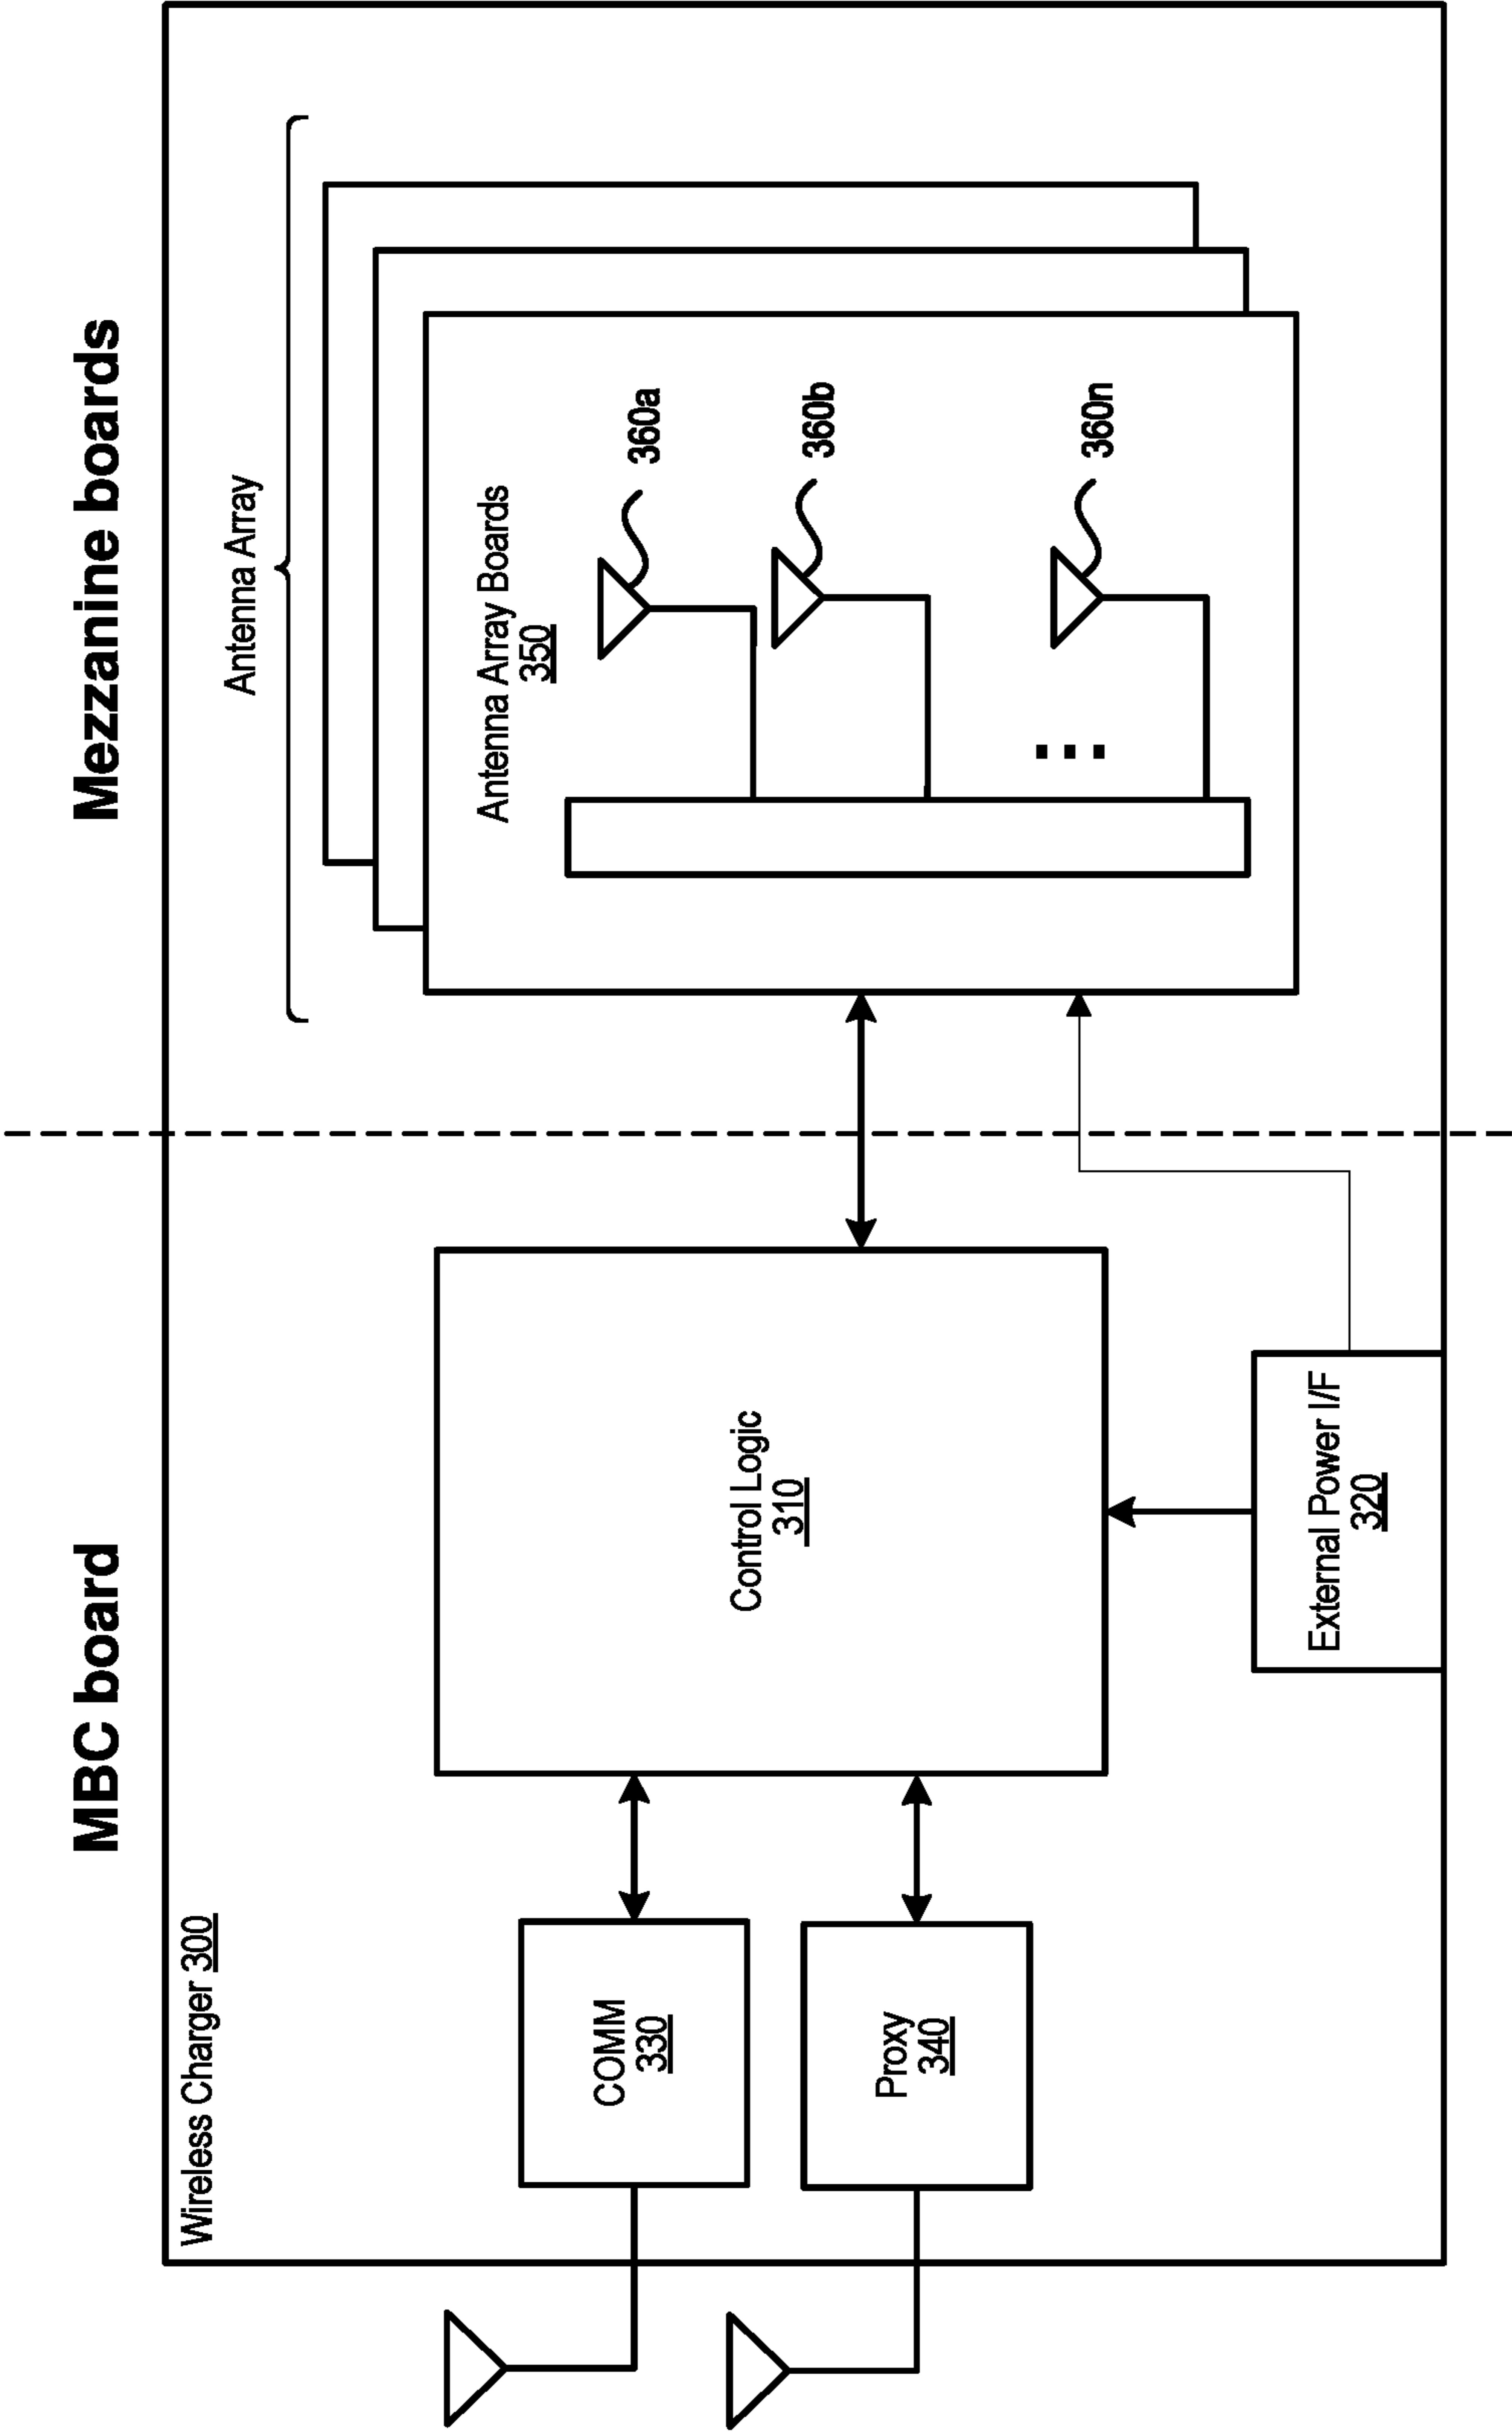 MBC board
Mezzanine boards
Wireless Charger 300
Antenna Array
Antenna Array Boards
350
360a
360b
360n
COMM
330
Control Logic
310
Proxy
340
External Power I/F
320